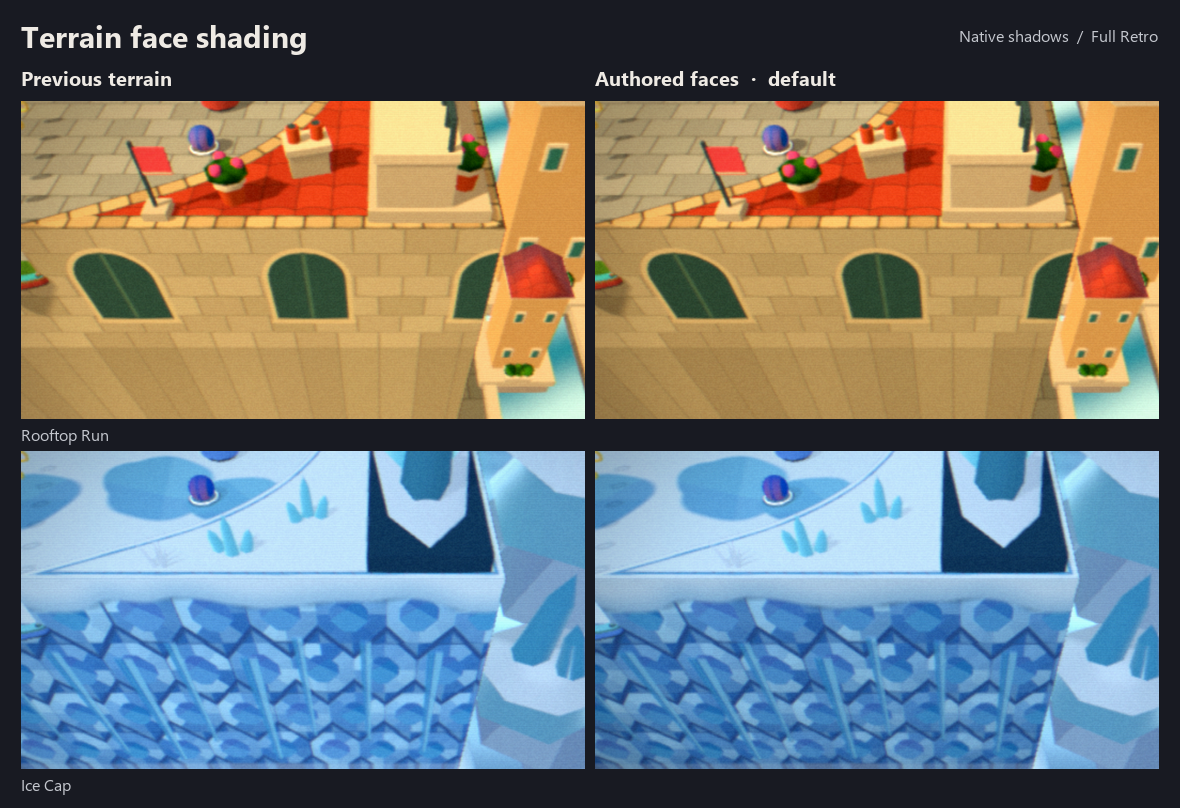 Terrain face shading
Native shadows / Full Retro
Previous terrain
Authored faces · default
Rooftop Run
Ice Cap